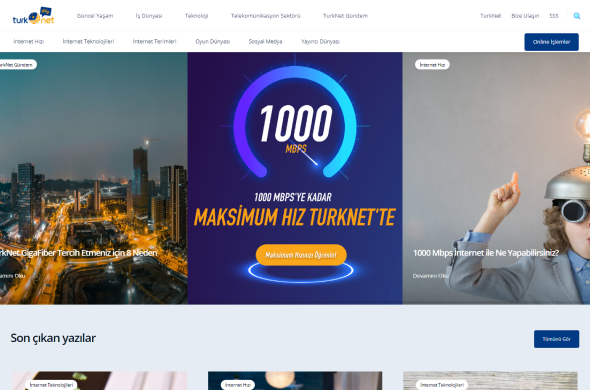 turk net
Güncel Yaşam
İş Dünyası
Teknoloji
Telekomünikasyon Sektörü
TurkNet Gündem
TurkNet
Bize Ulaşın
SSS
İnternet Hızı
İnternet Teknolojileri
İnternet Terimleri
Oyun Dünyası
Sosyal Medya
Yayıncı Dünyası
Online İşlemler
rkNet Gündem
rkNet GigaFiber Tercih Etmeniz için 8 Neden
amını Oku
1000
MBPS
1000 MBPS'YE KADAR
MAKSİMUM HIZ TURKNET'TE
Maksimum Hızınızı Öğrenin!
İnternet Hızı
1000 Mbps İnternet ile Ne Yapabilirsiniz?
Devamını Oku
Son çıkan yazılar
Tümünü Gör
İnternet Teknolojileri
İnternet Hızı
İnternet Teknolojileri